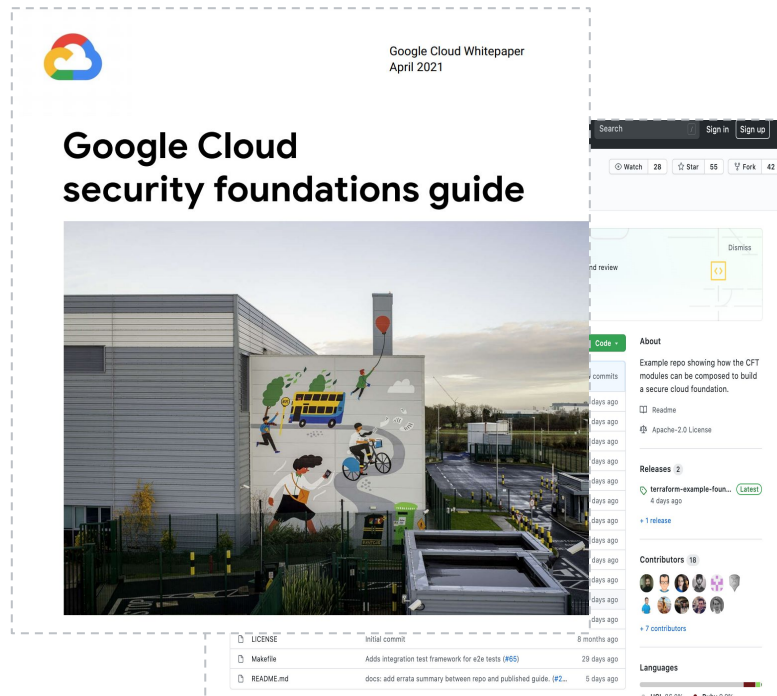 Google Cloud Whitepaper
April 2021
Google Cloud
security foundations guide
Search
/
Sign in
Sign up
Watch 28
Star 55
Fork 42
Dismiss
nd review
Code
commits
days ago
days ago
days ago
days ago
days ago
days ago
days ago
days ago
days ago
days ago
days ago
days ago
LICENSE Initial commit 8 months ago
Makefile Adds integration test framework for e2e tests (#65) 29 days ago
README.md docs: add errata summary between repo and published guide. (#2... 5 days ago
About
Example repo showing how the CFT
modules can be composed to build
a secure cloud foundation.
Readme
Apache-2.0 License
Releases 2
terraform-example-foun... Latest
4 days ago
+ 1 release
Contributors 18
+ 7 contributors
Languages